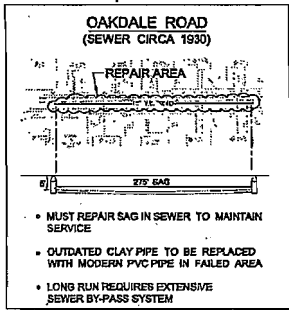 OAKDALE ROAD
(SEWER CIRCA 1930)
REPAIR AREA
275' SAG
• MUST REPAIR SAG IN SEWER TO MAINTAIN
SERVICE
• OUTDATED CLAY PIPE TO BE REPLACED
WITH MODERN PVC PIPE IN FAILED AREA
• LONG RUN REQUIRES EXTENSIVE
SEWER BY-PASS SYSTEM